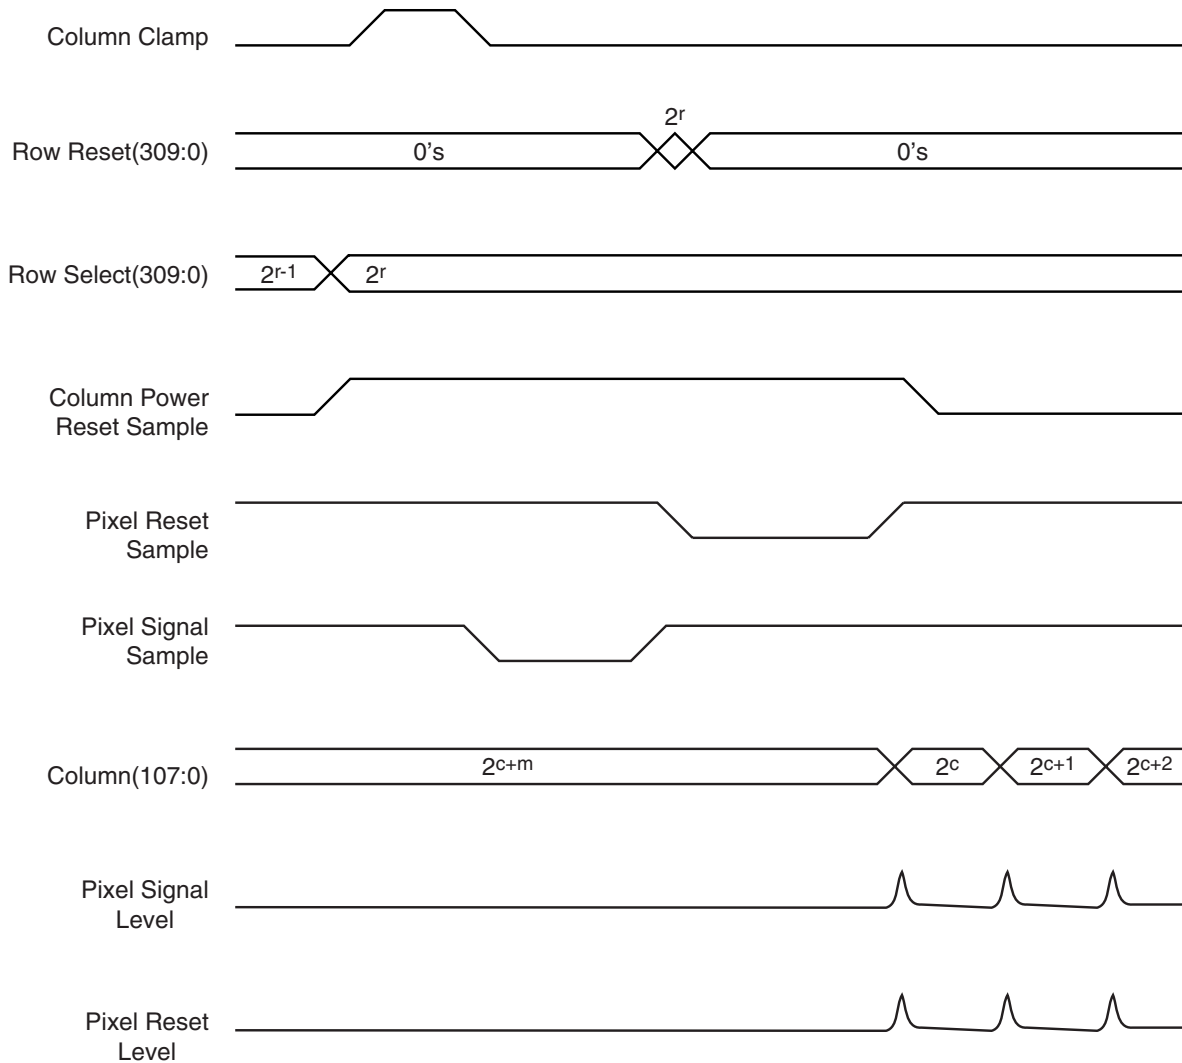 Column Clamp
2r
Row Reset(309:0)
0's
0's
Row Select(309:0)
2r-1
2r
Column Power
Reset Sample
Pixel Reset
Sample
Pixel Signal
Sample
Column(107:0)
2c+m
2c
2c+1
2c+2
Pixel Signal
Level
Pixel Reset
Level